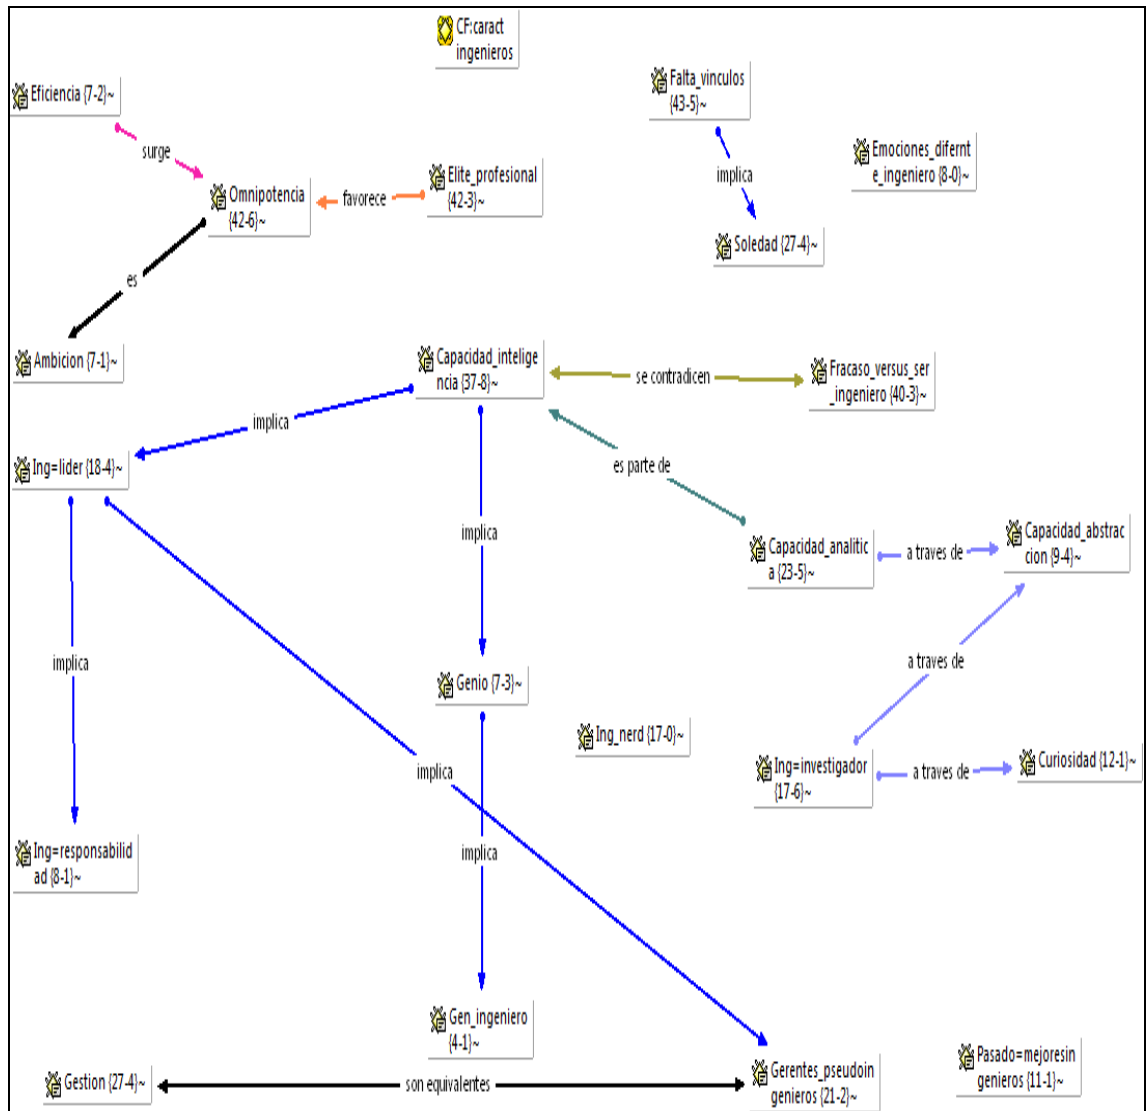 CF:caract
ingenieros
Eficiencia {7-2}~
Falta_vinculos
{43-5}~
surge
Emociones_difernt
e_ingeniero {8-0}~
implica
Elite_profesional
{42-3}~
Omnipotencia
{42-6}~
favorece
Soledad {27-4}~
es
Ambicion {7-1}~
Capacidad_intelige
ncia {37-8}~
se contradicen
Fracaso_versus_ser
_ingeniero {40-3}~
implica
Ing=lider {18-4}~
es parte de
implica
Capacidad_analitic
a {23-5}~
a traves de
Capacidad_abstrac
cion {9-4}~
implica
a traves de
Genio {7-3}~
Ing_nerd {17-0}~
implica
Ing=investigador
{17-6}~
a traves de
Curiosidad {12-1}~
Ing=responsabilid
ad {8-1}~
implica
Gen_ingeniero
{4-1}~
Gestion {27-4}~
son equivalentes
Gerentes_pseudoin
genieros {21-2}~
Pasado=mejoresin
genieros {11-1}~